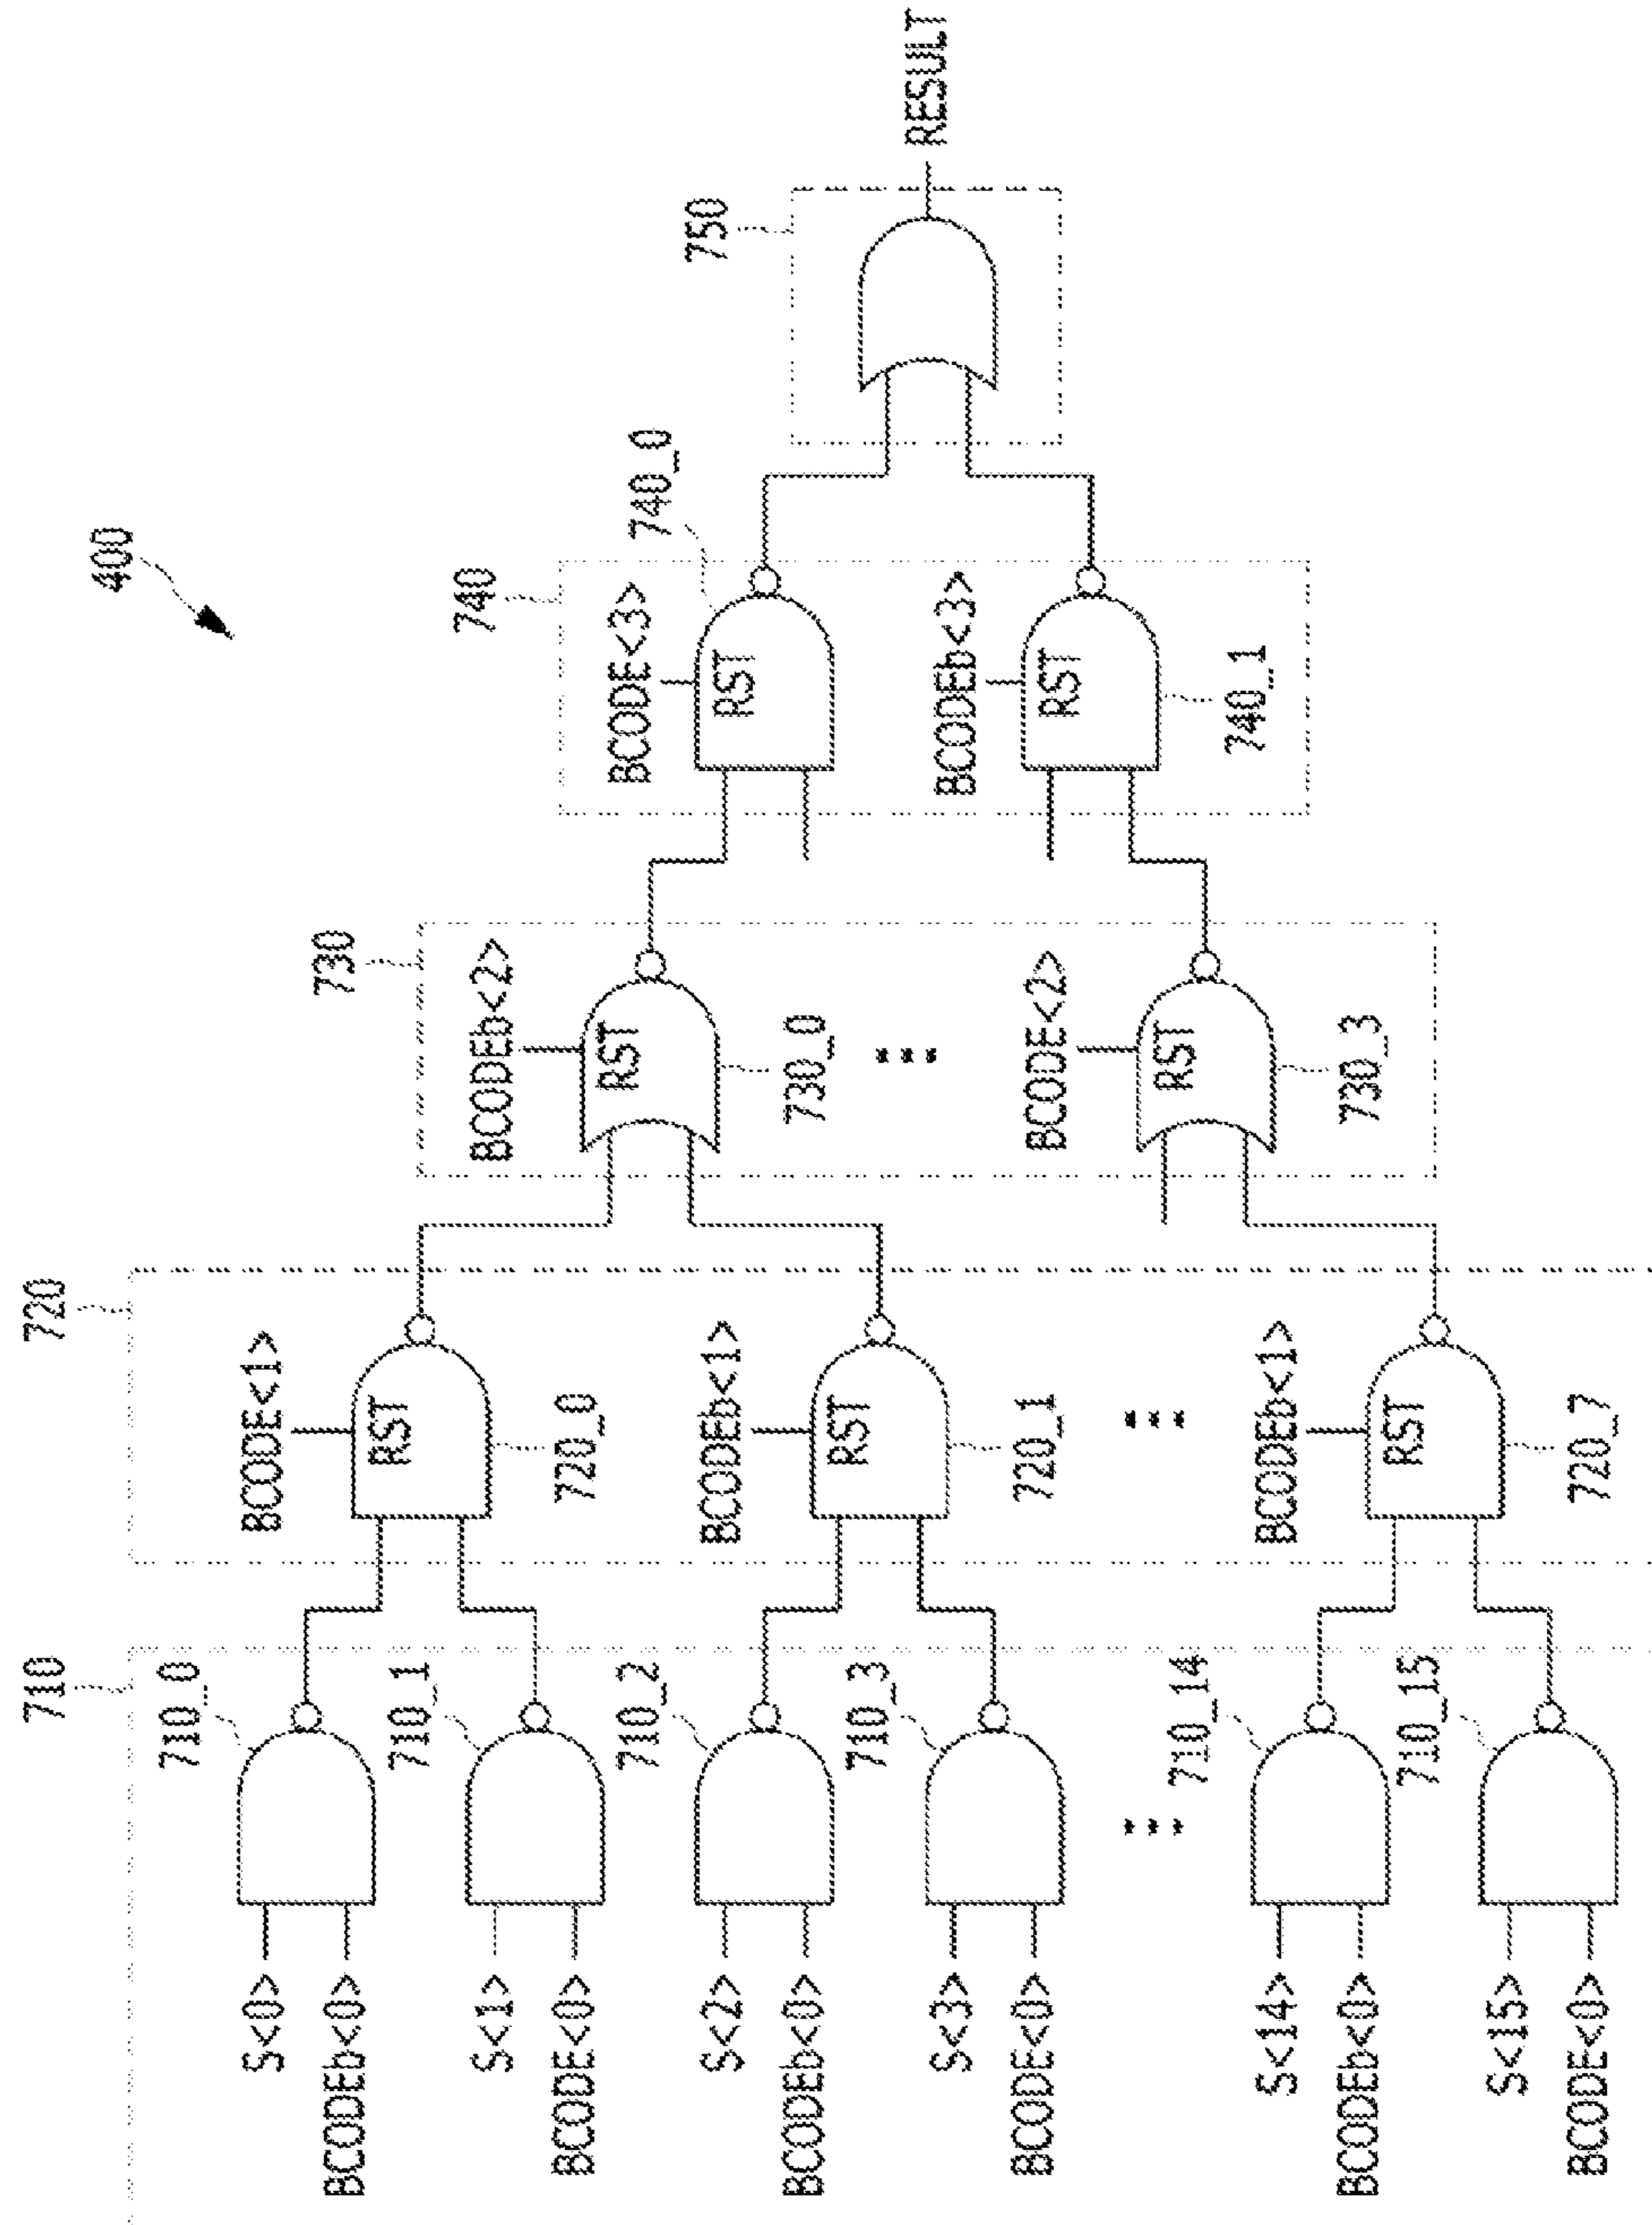 400
710
710_0
S<0>
BCODEb<0>
710_1
S<1>
BCODE<0>
710_2
S<2>
BCODEb<0>
710_3
S<3>
BCODE<0>
710_14
S<14>
BCODEb<0>
710_15
S<15>
BCODE<0>
720
BCODE<1>
RST
720_0
BCODEb<1>
RST
720_1
BCODEb<1>
RST
720_7
730
BCODEb<2>
RST
730_0
BCODE<2>
RST
730_3
740
BCODE<3>
RST
740_0
BCODEb<3>
RST
740_1
750
RESULT